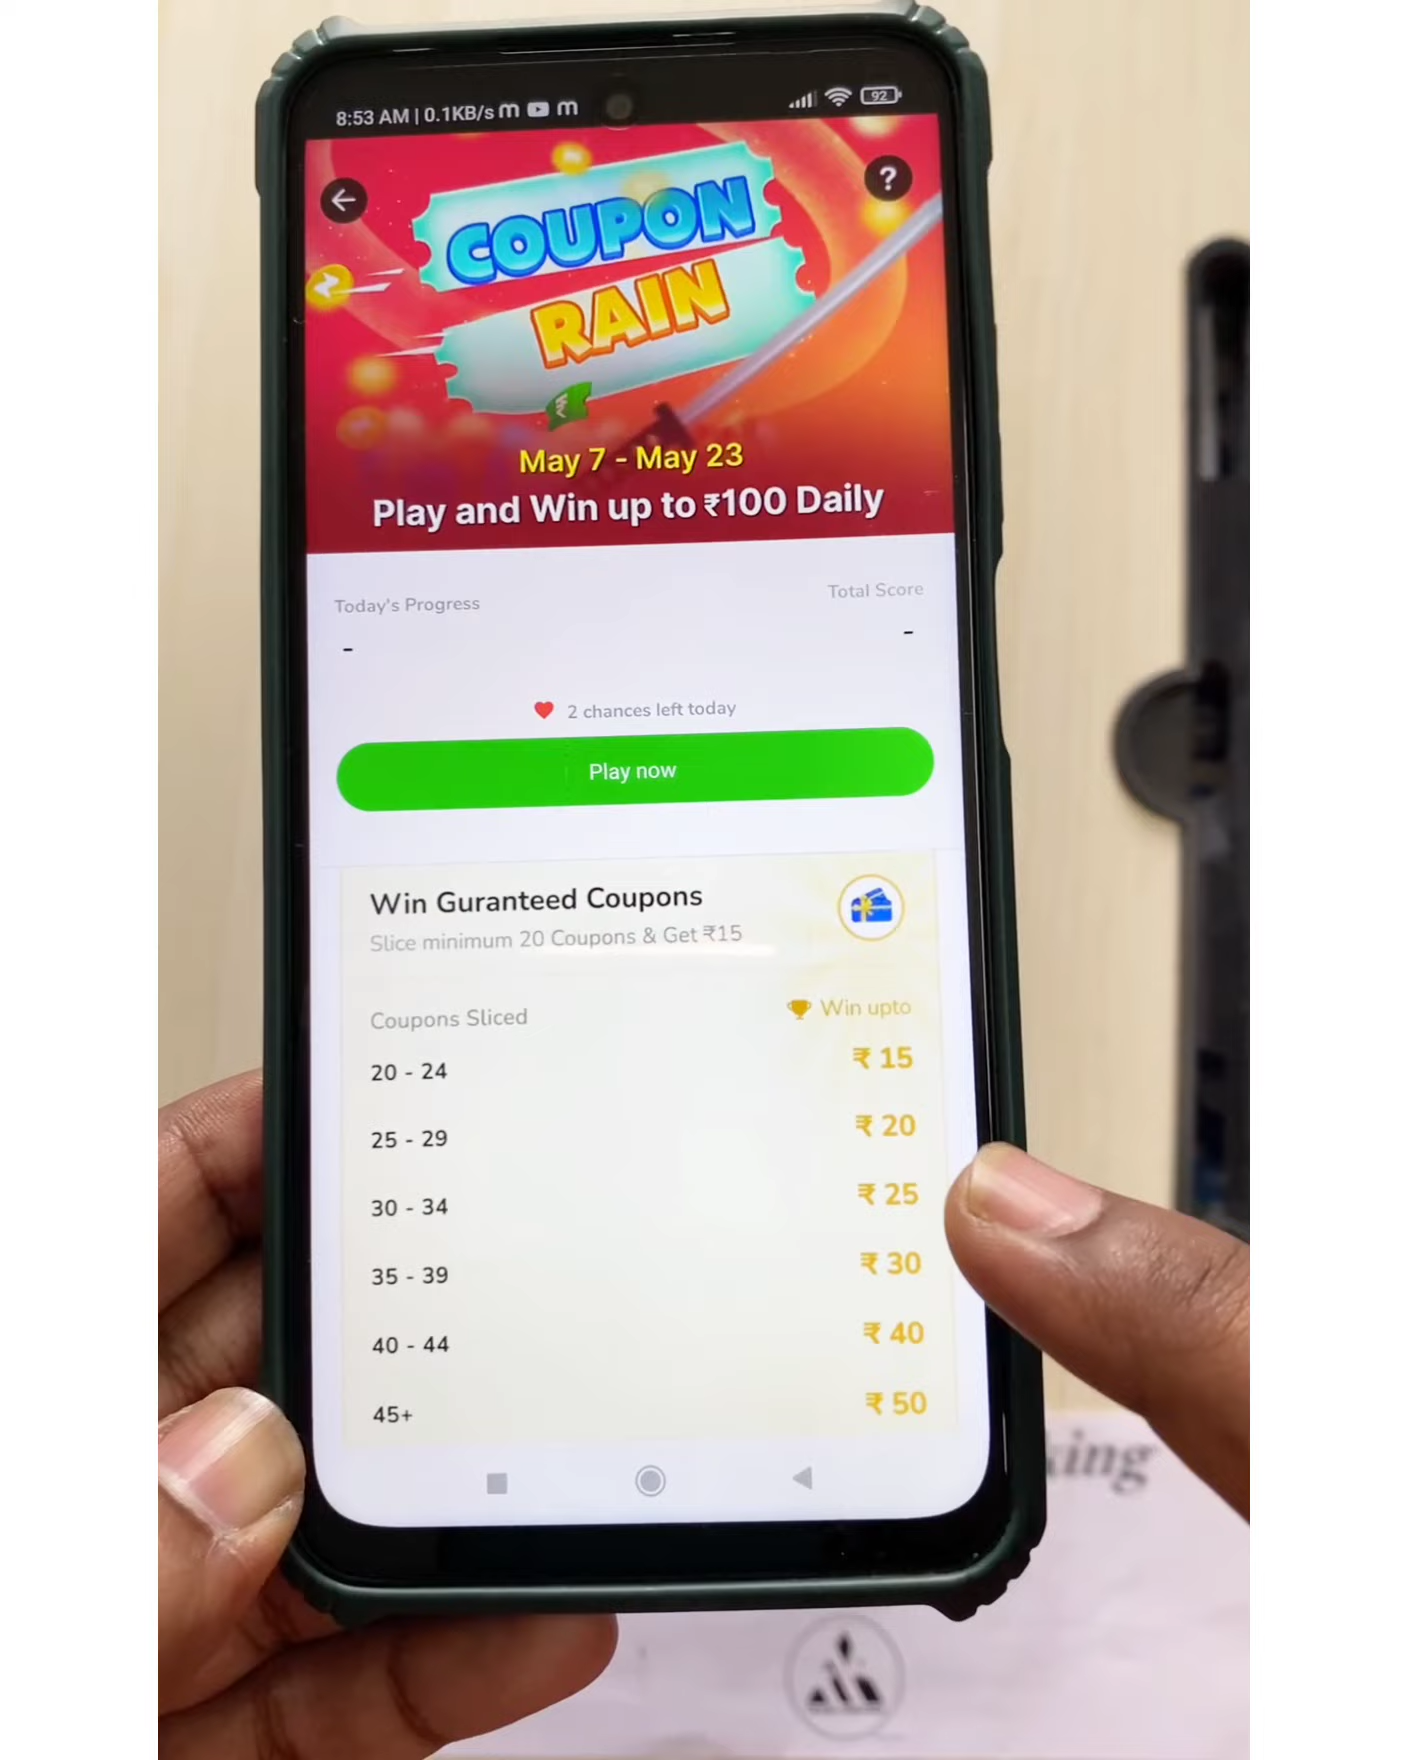 8:53 AM | 0.1KB/s m m
92
COUPON
RAIN
May 7 - May 23
Play and Win up to ₹100 Daily
Today's Progress
Total Score
-
-
2 chances left today
Play now
Win Guranteed Coupons
Slice minimum 20 Coupons & Get ₹15
Coupons Sliced
Win upto
20 - 24
₹ 15
25 - 29
₹ 20
30 - 34
₹ 25
35 - 39
₹ 30
40 - 44
₹ 40
45+
₹ 50